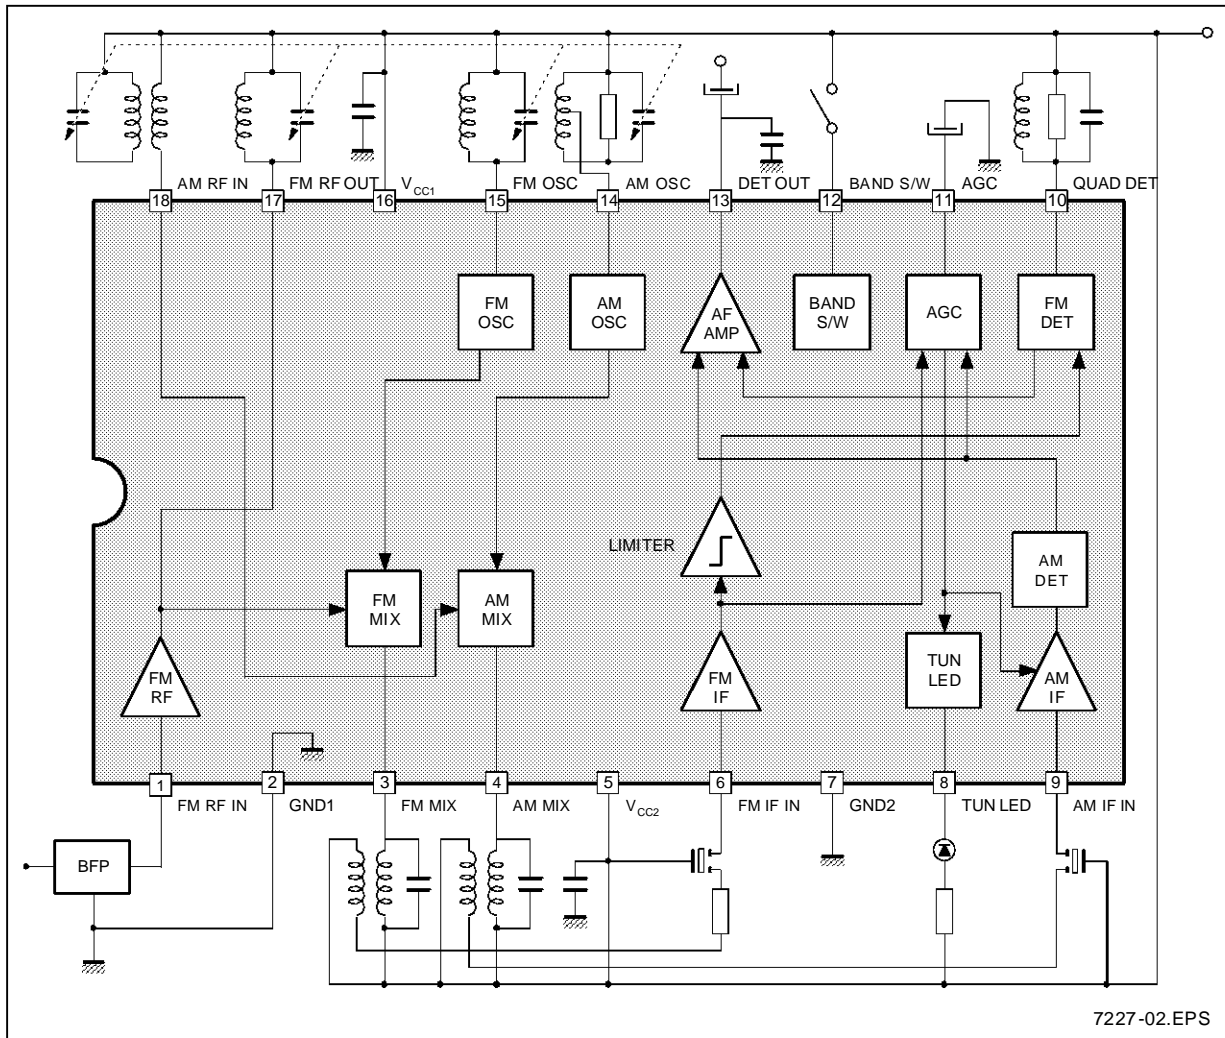 AM RF IN
FM RF OUT
VCC1
FM OSC
AM OSC
DET OUT
BAND S/W
AGC
QUAD DET
18
17
16
15
14
13
12
11
10
FM
OSC
AM
OSC
AF
AMP
BAND
S/W
AGC
FM
DET
LIMITER
FM
MIX
AM
MIX
AM
DET
FM
RF
FM
IF
TUN
LED
AM
IF
1
2
3
4
5
6
7
8
9
FM RF IN
GND1
FM MIX
AM MIX
VCC2
FM IF IN
GND2
TUN LED
AM IF IN
BFP
7227-02.EPS